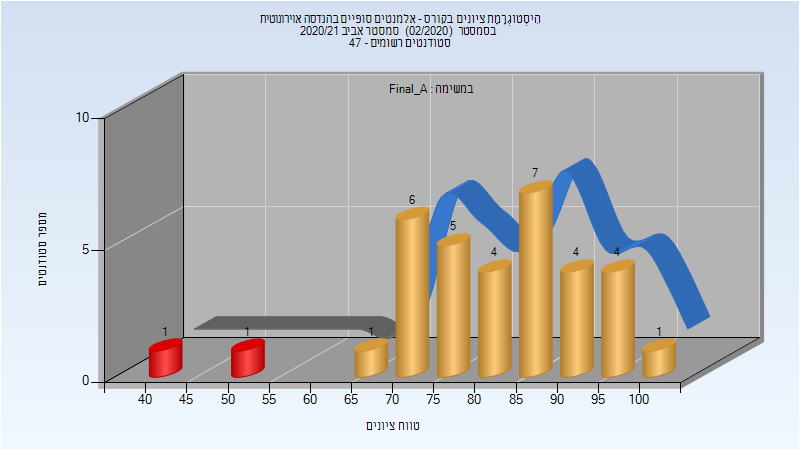 היסטוגרמת ציונים בקורס - אלמנטים סופיים בהנדסה אוירונוטית
בסמסטר (02/2020) סמסטר אביב 2020/21
סטודנטים רשומים - 47
במשימה : Final_A
מספר סטודנטים
10
5
0
1
1
1
6
5
4
7
4
4
1
40 45 50 55 60 65 70 75 80 85 90 95 100
טווח ציונים